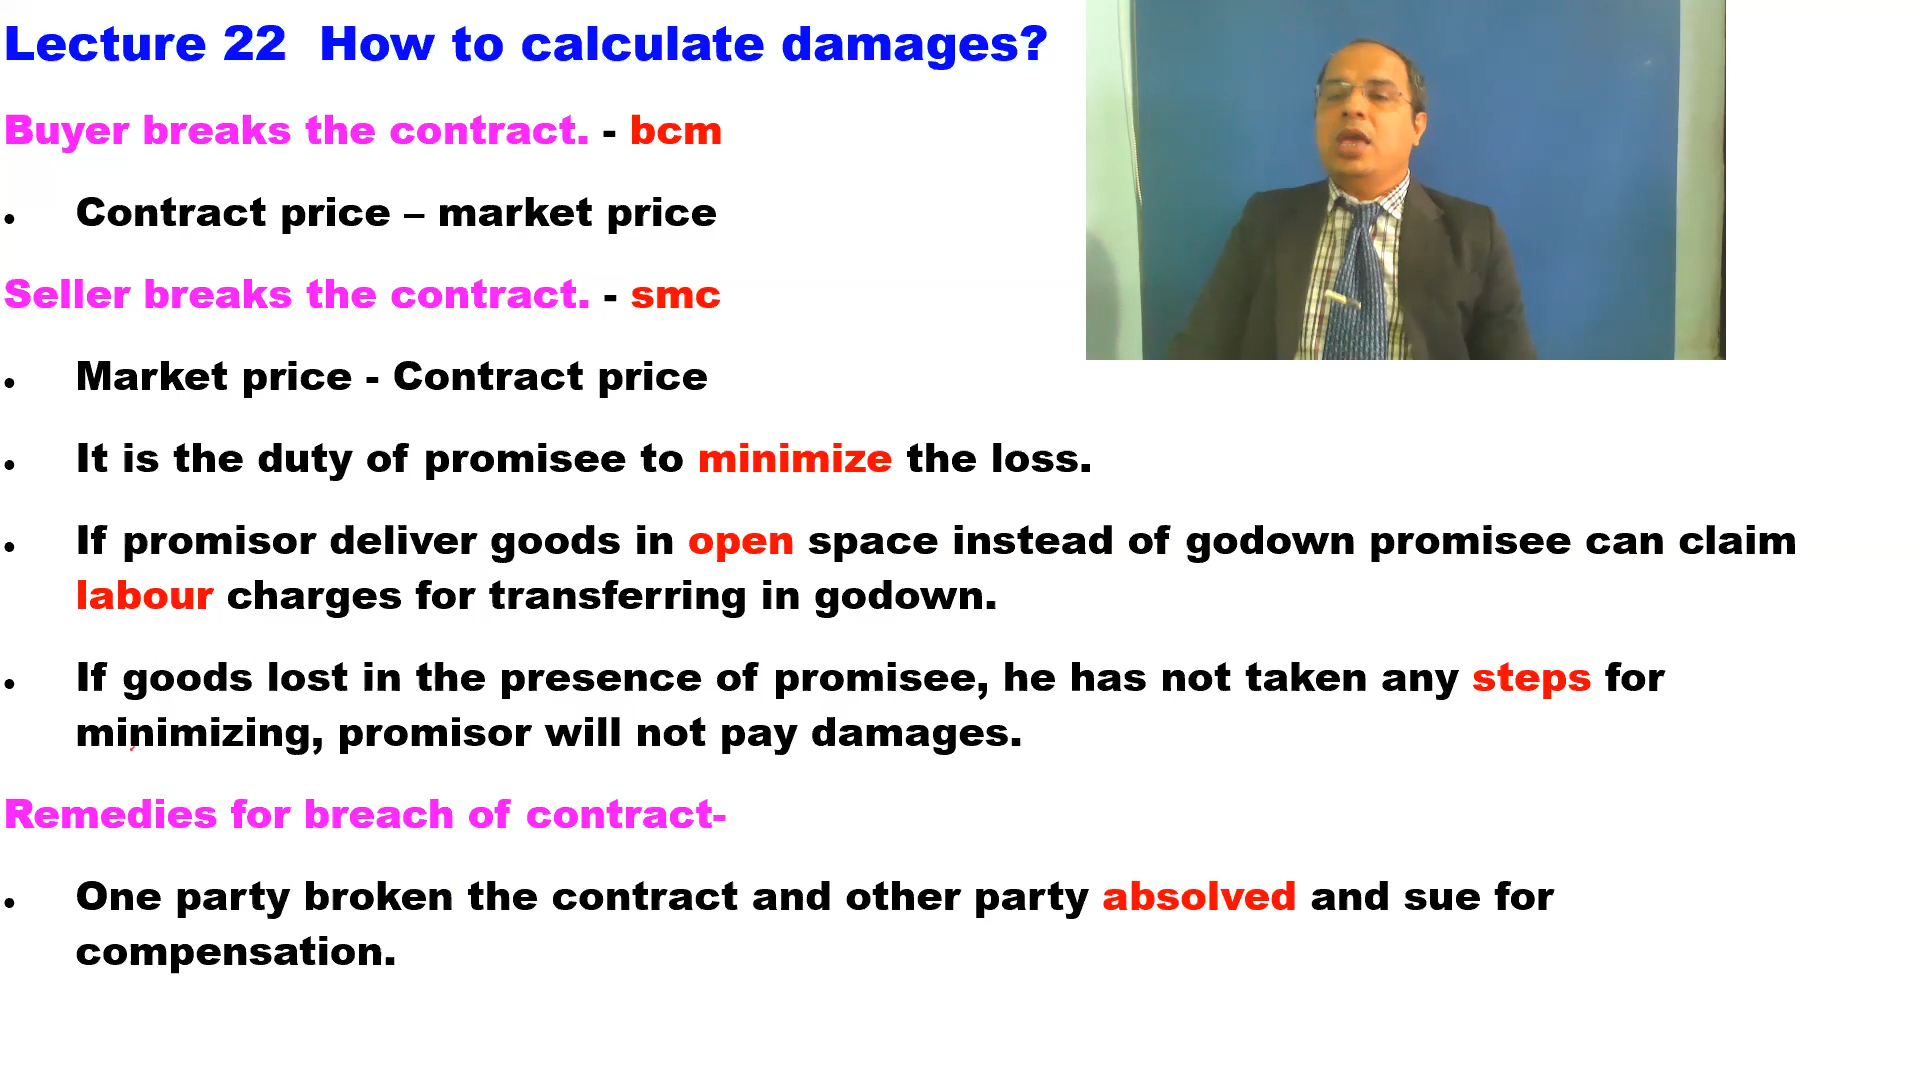 Lecture 22  How to calculate damages?
Buyer breaks the contract. - bcm
• Contract price – market price
Seller breaks the contract. - smc
• Market price - Contract price
• It is the duty of promisee to minimize the loss.
• If promisor deliver goods in open space instead of godown promisee can claim
labour charges for transferring in godown.
• If goods lost in the presence of promisee, he has not taken any steps for
minimizing, promisor will not pay damages.
Remedies for breach of contract-
• One party broken the contract and other party absolved and sue for
compensation.